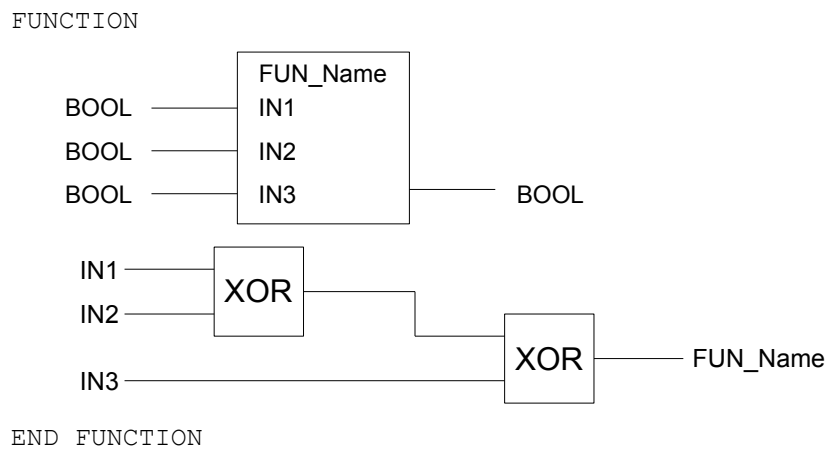 FUNCTION
FUN_Name
BOOL IN1
BOOL IN2
BOOL IN3 BOOL
IN1
XOR
IN2
XOR FUN_Name
IN3
END FUNCTION